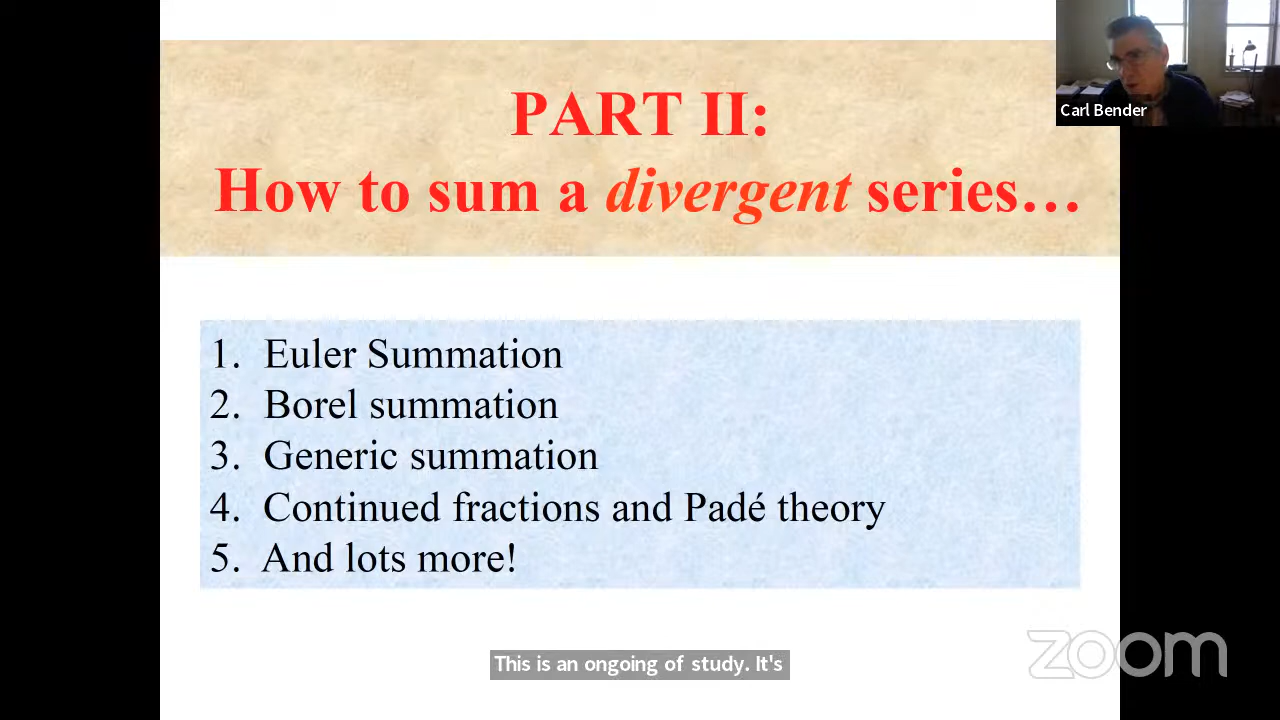 PART II:
How to sum a divergent series…
Carl Bender
1. Euler Summation
2. Borel summation
3. Generic summation
4. Continued fractions and Padé theory
5. And lots more!
This is an ongoing of study. It's
zoom